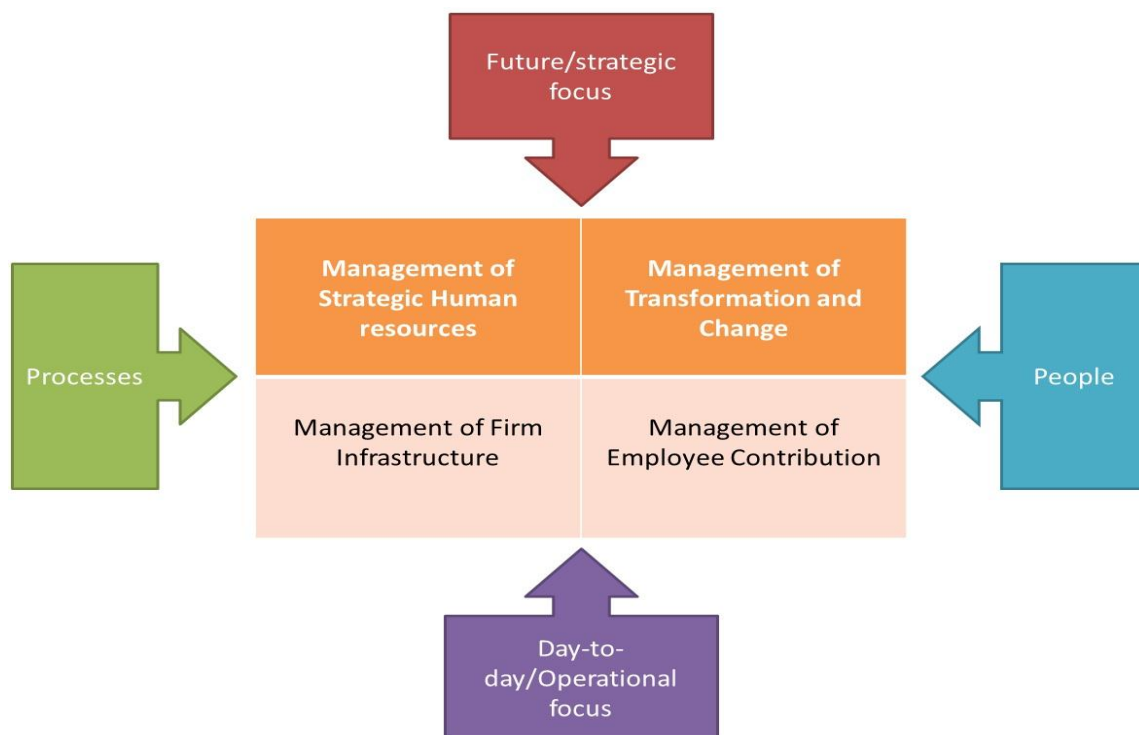 Future/strategic
focus
Management of
Strategic Human
resources
Management of
Transformation and
Change
Processes
People
Management of Firm
Infrastructure
Management of
Employee Contribution
Day-to-
day/Operational
focus